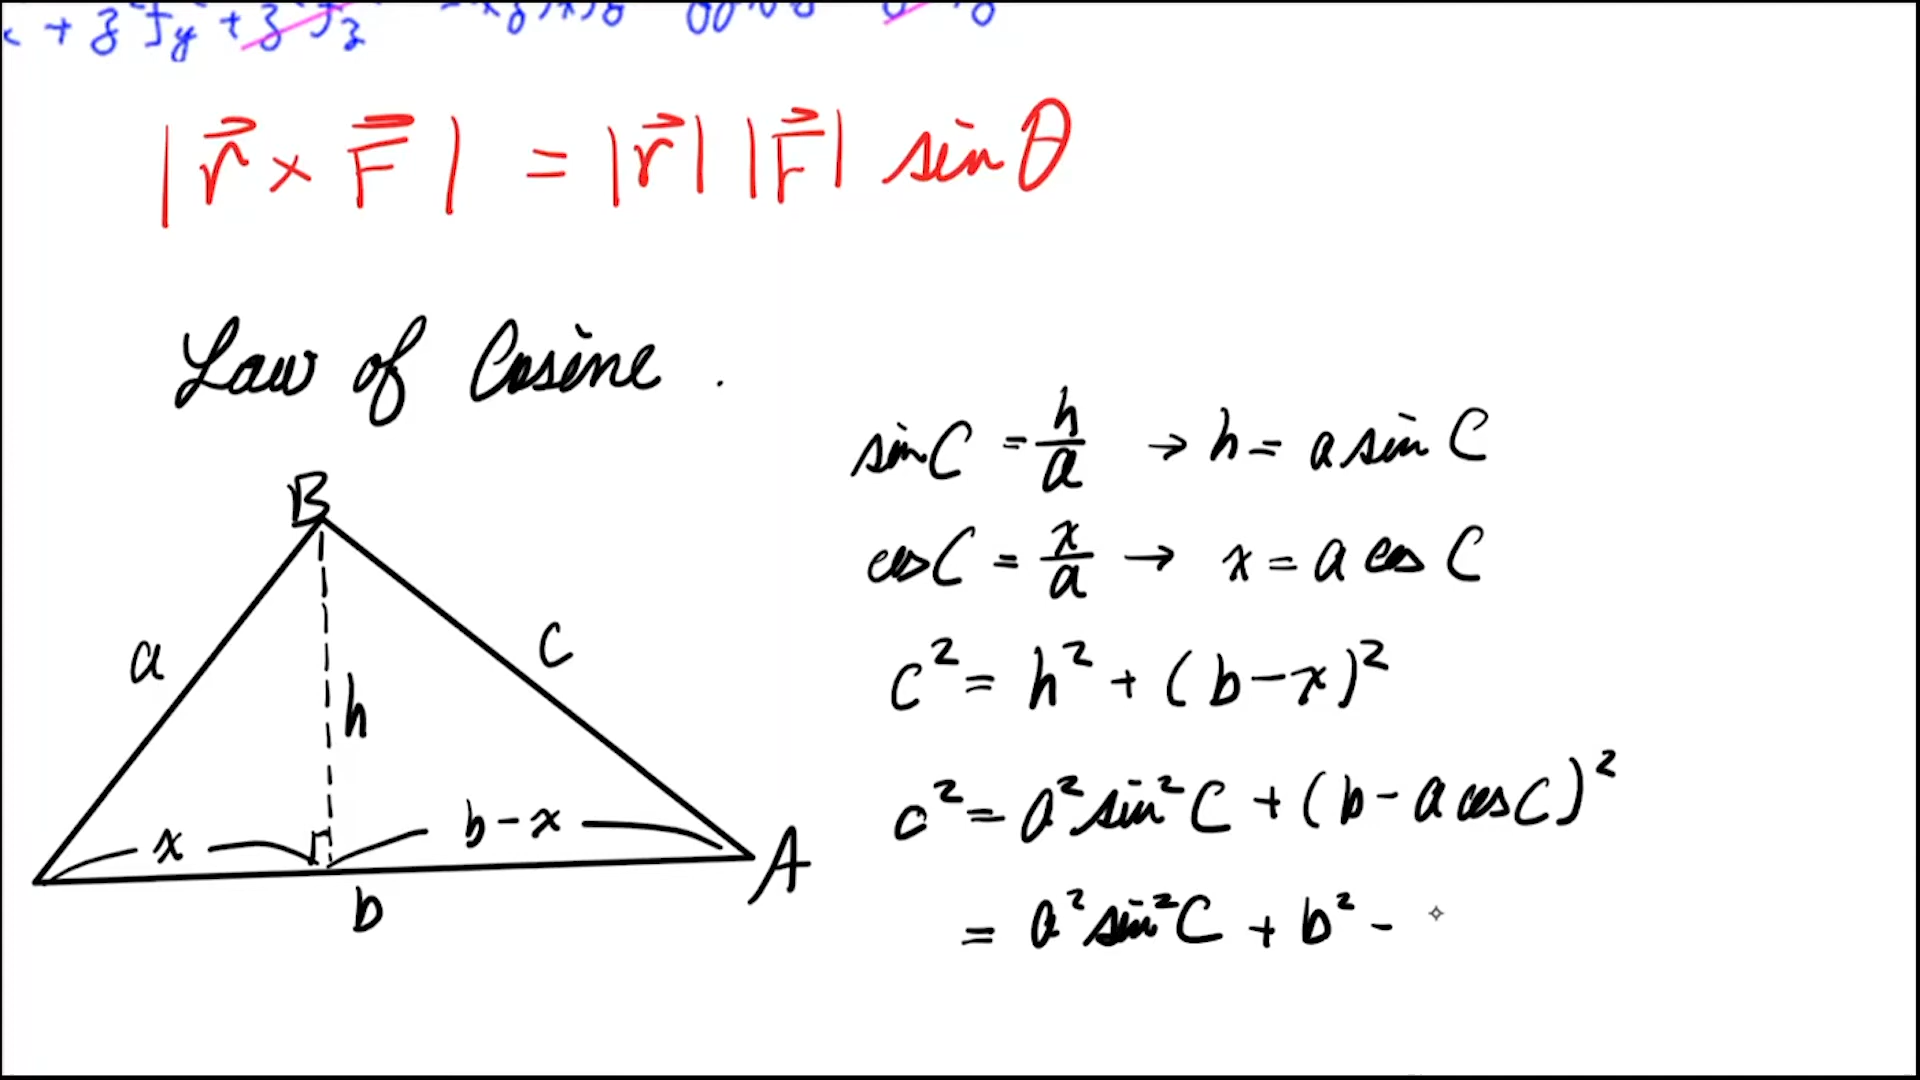 |r⃗ × F⃗| = |r⃗| |F⃗| sin θ
Law of Cosine .
B
a
c
h
x
b - x
b
A
sin C = h/a → h = a sin C
cos C = x/a → x = a cos C
c² = h² + (b - x)²
c² = a² sin² C + (b - a cos C)²
= a² sin² C + b² -